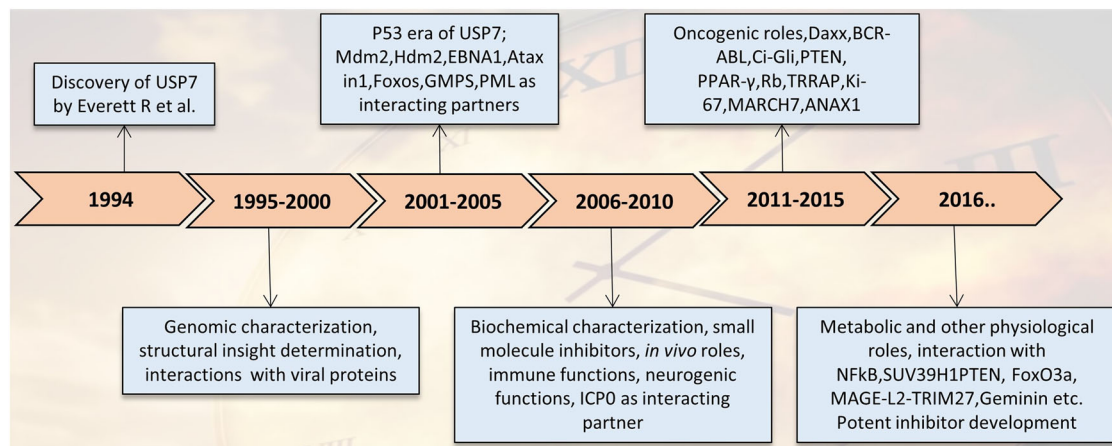 Discovery of USP7
by Everett R et al.
P53 era of USP7;
Mdm2,Hdm2,EBNA1,Atax
in1,Foxos,GMPS,PML as
interacting partners
Oncogenic roles,Daxx,BCR-
ABL,Ci-Gli,PTEN,
PPAR-γ,Rb,TRRAP,Ki-
67,MARCH7,ANAX1
1994
1995-2000
2001-2005
2006-2010
2011-2015
2016..
Genomic characterization,
structural insight determination,
interactions with viral proteins
Biochemical characterization, small
molecule inhibitors, in vivo roles,
immune functions, neurogenic
functions, ICP0 as interacting
partner
Metabolic and other physiological
roles, interaction with
NFkB,SUV39H1PTEN, FoxO3a,
MAGE-L2-TRIM27,Geminin etc.
Potent inhibitor development
XII
XI
III